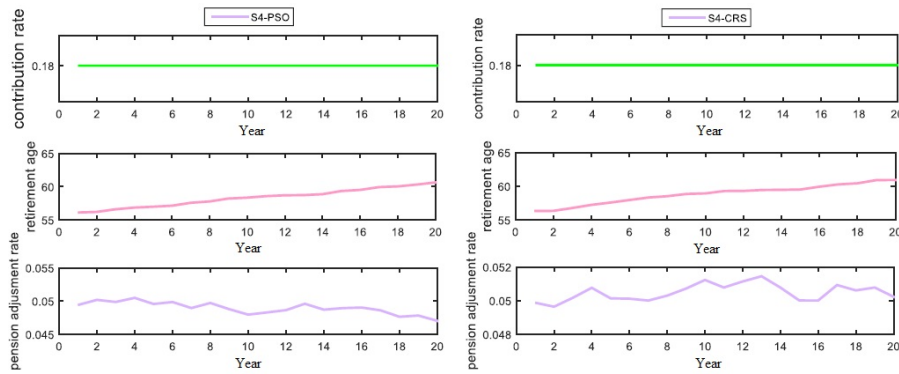 S4-PSO
contribution rate
0.18
0 2 4 6 8 10 12 14 16 18 20
Year
retirement age
65
60
55
0 2 4 6 8 10 12 14 16 18 20
Year
pension adjusment rate
0.055
0.05
0.045
0 2 4 6 8 10 12 14 16 18 20
Year
S4-CRS
contribution rate
0.18
0 2 4 6 8 10 12 14 16 18 20
Year
retirement age
65
60
55
0 2 4 6 8 10 12 14 16 18 20
Year
pension adjusment rate
0.052
0.05
0.048
0 2 4 6 8 10 12 14 16 18 20
Year